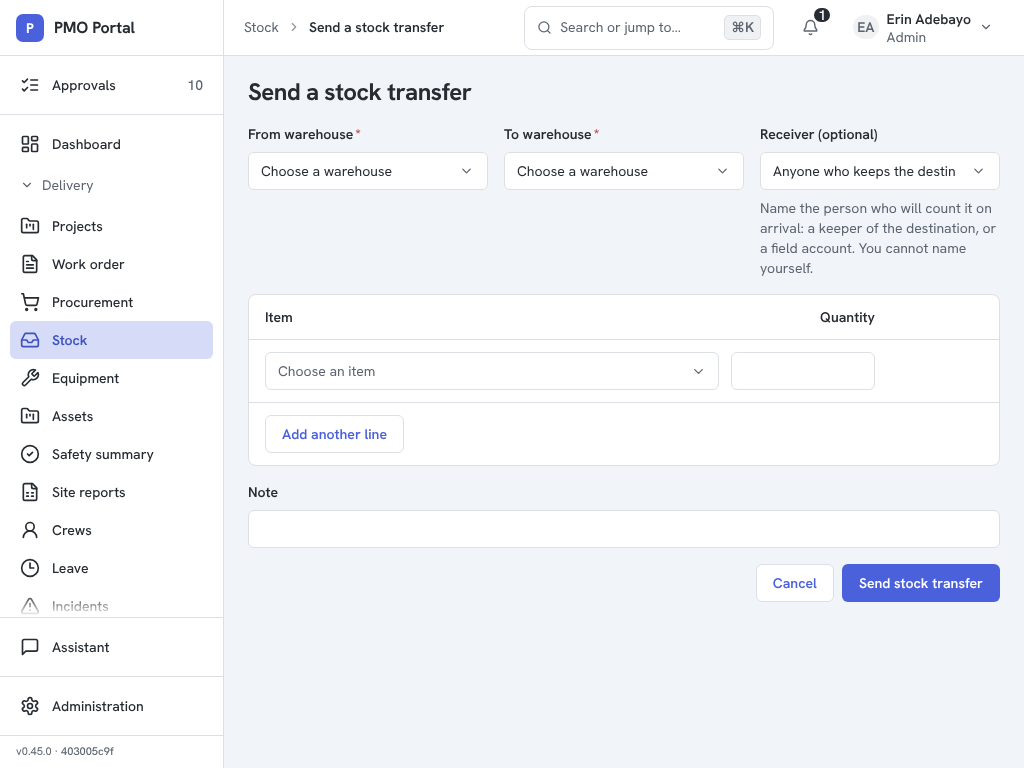 P PMO Portal
Stock > Send a stock transfer
Search or jump to...
⌘K
1
EA
Erin Adebayo
Admin
Approvals 10
Dashboard
Delivery
Projects
Work order
Procurement
Stock
Equipment
Assets
Safety summary
Site reports
Crews
Leave
Incidents
Assistant
Administration
v0.45.0 · 403005c9f
Send a stock transfer
From warehouse *
Choose a warehouse
To warehouse *
Choose a warehouse
Receiver (optional)
Anyone who keeps the destin
Name the person who will count it on
arrival: a keeper of the destination, or
a field account. You cannot name
yourself.
Item Quantity
Choose an item
Add another line
Note
Cancel
Send stock transfer